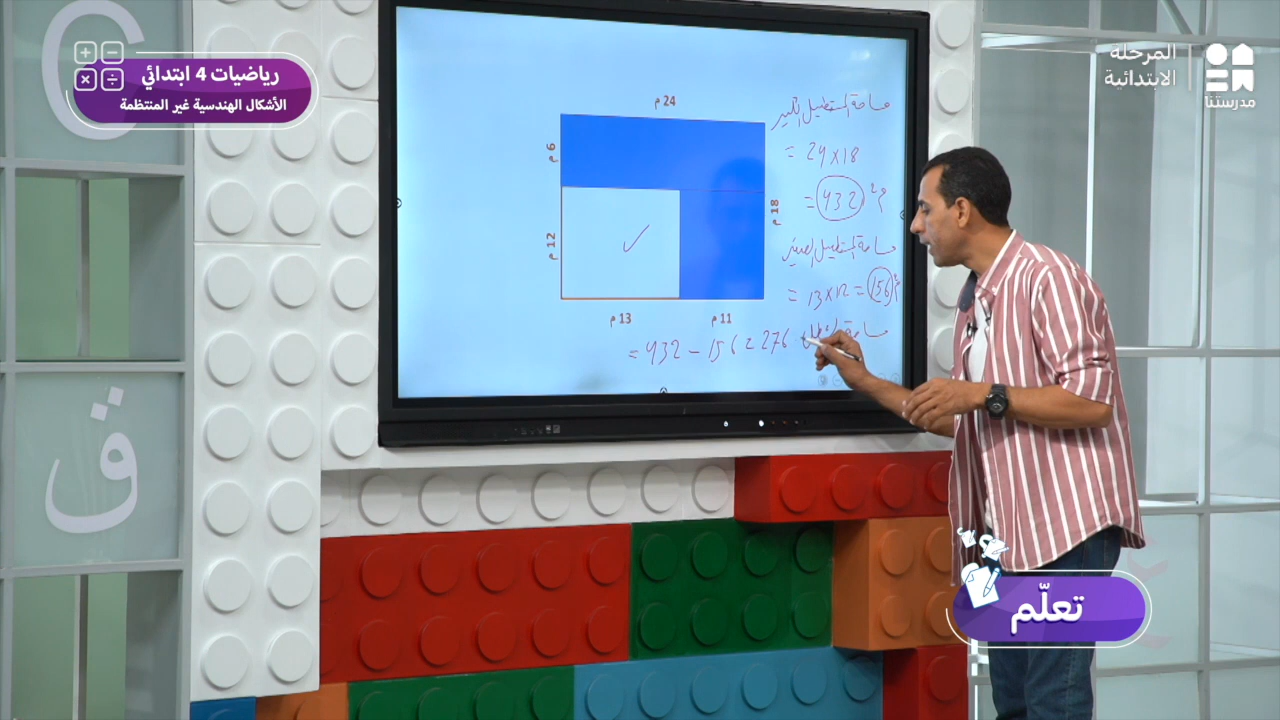 رياضيات 4 ابتدائي
الأشكال الهندسية غير المنتظمة
المرحلة
الابتدائية
مدرستنا
24 م
6 م
12 م
18 م
13 م
11 م
مساحة المستطيل الكبير
= 24 × 18
= 432 م²
مساحة المستطيل الصغير
= 13 × 12 = 156 م²
مساحة
= 432 - 156 = 276
ق
تعلّم